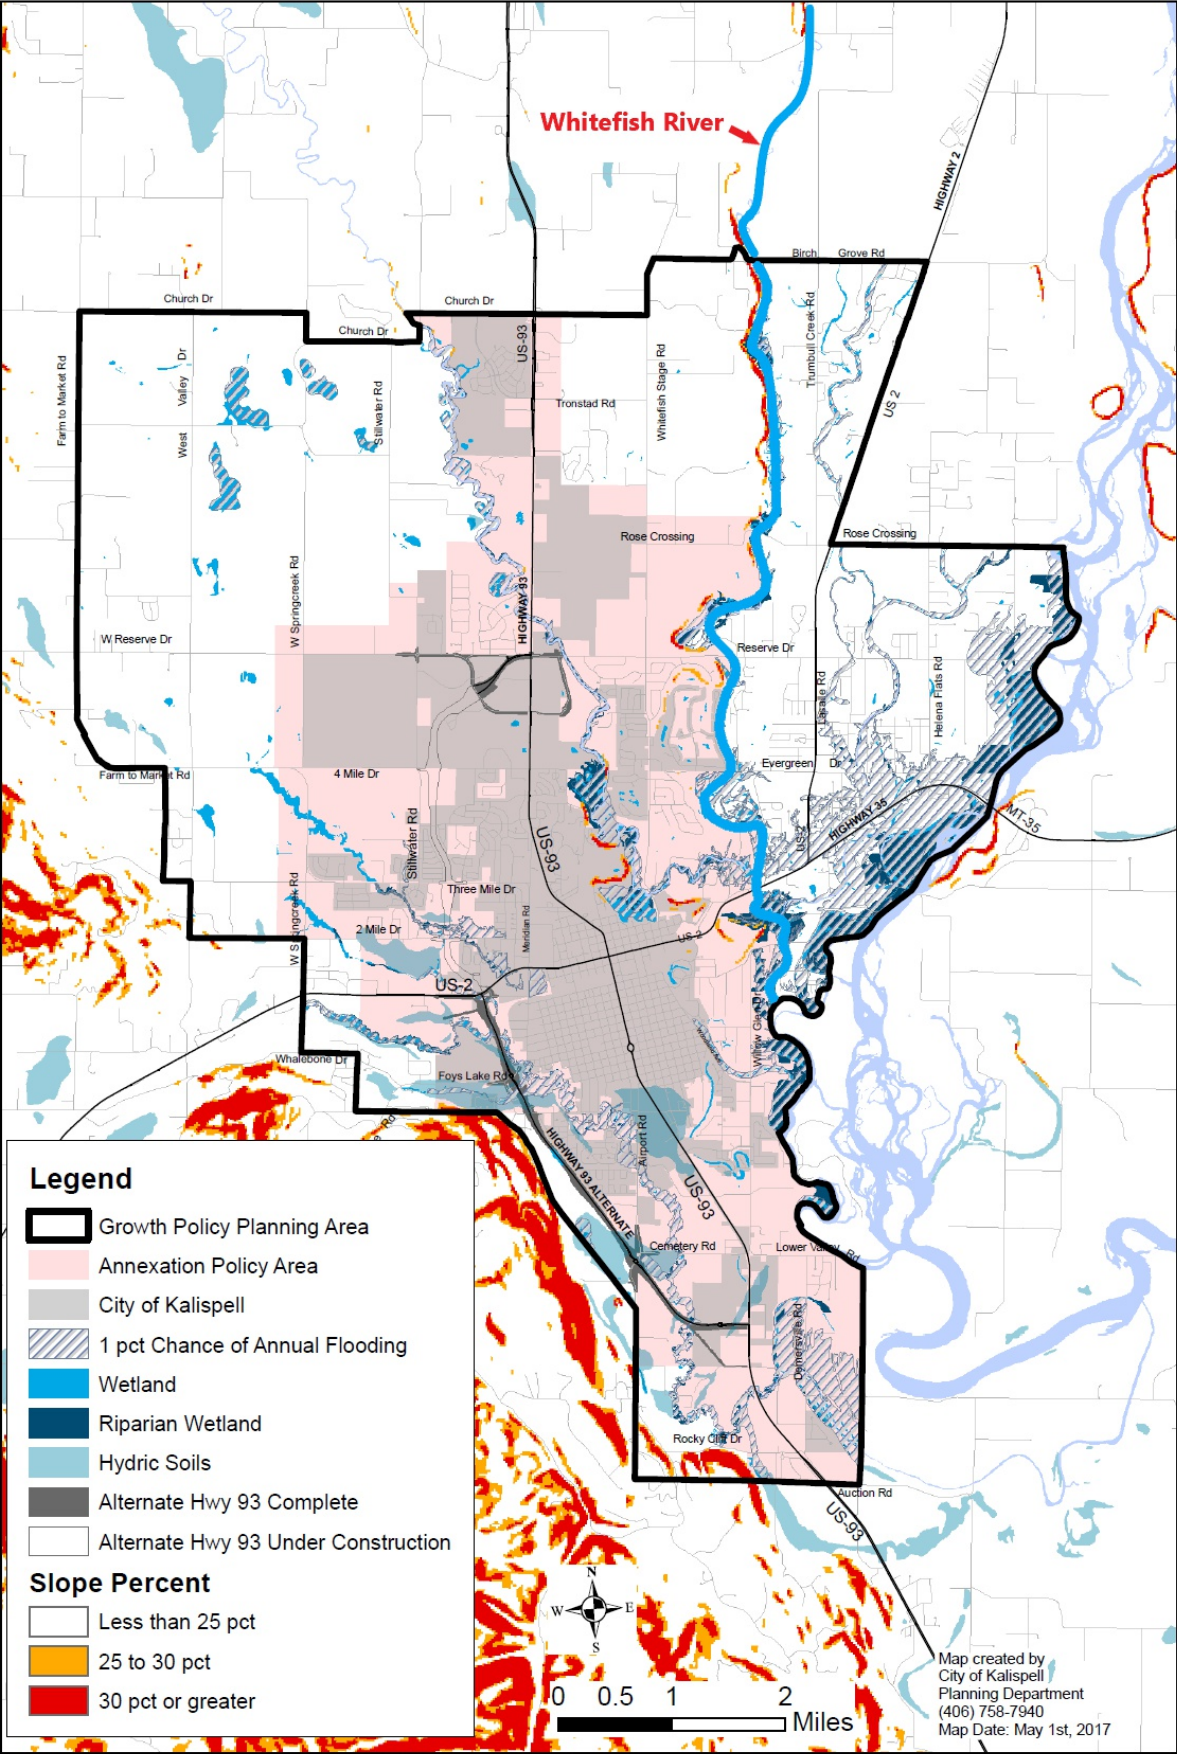 Whitefish River
HIGHWAY 2
Birch Grove Rd
Church Dr
Church Dr
Church Dr
US-93
Trumbull Creek Rd
Farm to Market Rd
West Valley Dr
Stillwater Rd
Whitefish Stage Rd
Tronstad Rd
US 2
Rose Crossing
Rose Crossing
W Springcreek Rd
HIGHWAY 93
W Reserve Dr
Reserve Dr
Helena Flats Rd
LaSalle Rd
Farm to Market Rd
4 Mile Dr
Evergreen Dr
HIGHWAY 35
MT-35
US-2
Stillwater Rd
US-93
Three Mile Dr
W Springcreek Rd
2 Mile Dr
Meridian Rd
US-2
US-2
Willow Glen Dr
Whalebone Dr
Foys Lake Rd
Rd
HIGHWAY 93 ALTERNATE
Airport Rd
US-93
Cemetery Rd
Lower Valley Rd
Demersville Rd
Rocky Cliff Dr
Auction Rd
US-93
Legend
Growth Policy Planning Area
Annexation Policy Area
City of Kalispell
1 pct Chance of Annual Flooding
Wetland
Riparian Wetland
Hydric Soils
Alternate Hwy 93 Complete
Alternate Hwy 93 Under Construction
Slope Percent
Less than 25 pct
25 to 30 pct
30 pct or greater
N
W E
S
0 0.5 1 2
Miles
Map created by
City of Kalispell
Planning Department
(406) 758-7940
Map Date: May 1st, 2017